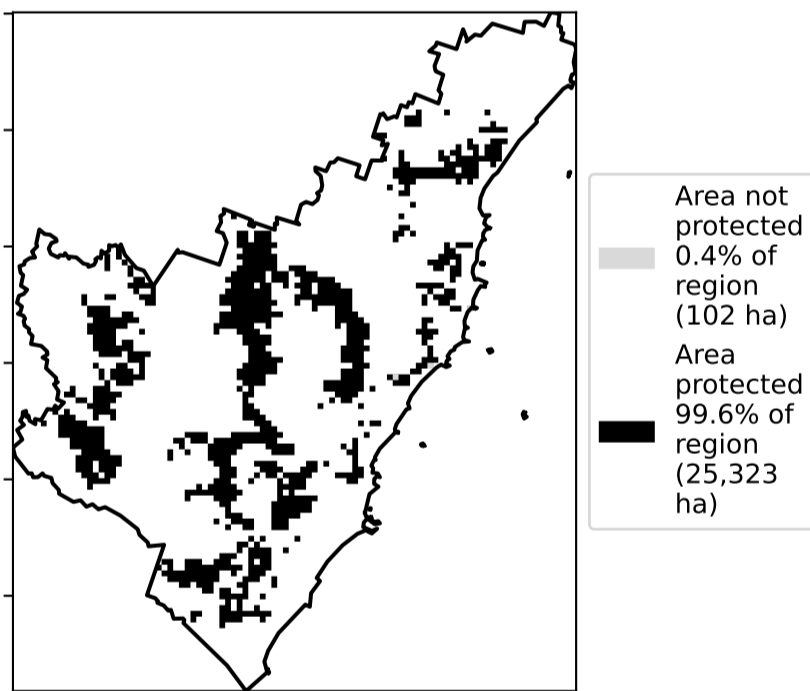 Area not
protected
0.4% of
region
(102 ha)
Area
protected
99.6% of
region
(25,323
ha)